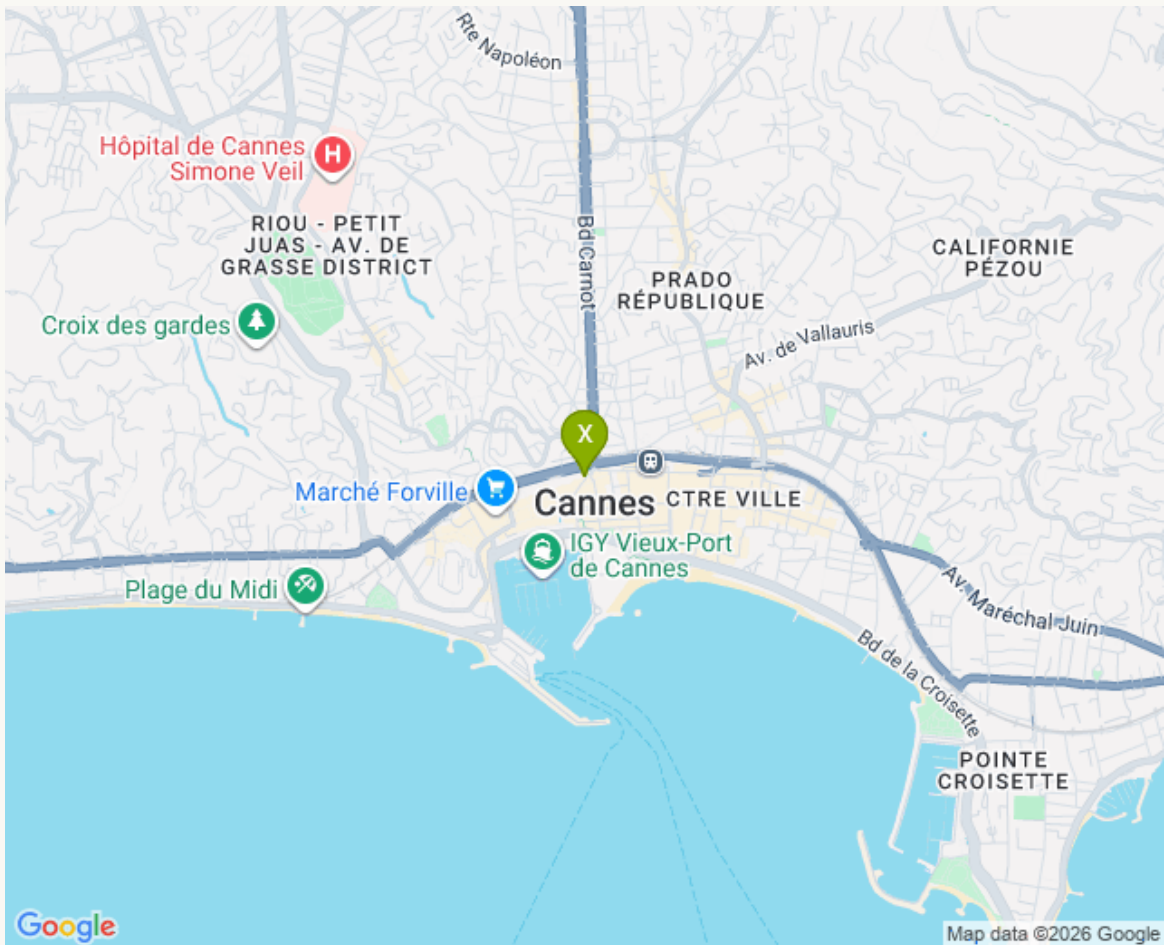 Rte Napoléon
Hôpital de Cannes
Simone Veil
H
RIOU - PETIT
JUAS - AV. DE
GRASSE DISTRICT
Bd Carnot
CALIFORNIE
PÉZOU
PRADO
RÉPUBLIQUE
Croix des gardes
Av. de Vallauris
X
Marché Forville
Cannes
CTRE VILLE
IGY Vieux-Port
de Cannes
Plage du Midi
Av. Maréchal Juin
Bd de la Croisette
POINTE
CROISETTE
Google
Map data ©2026 Google